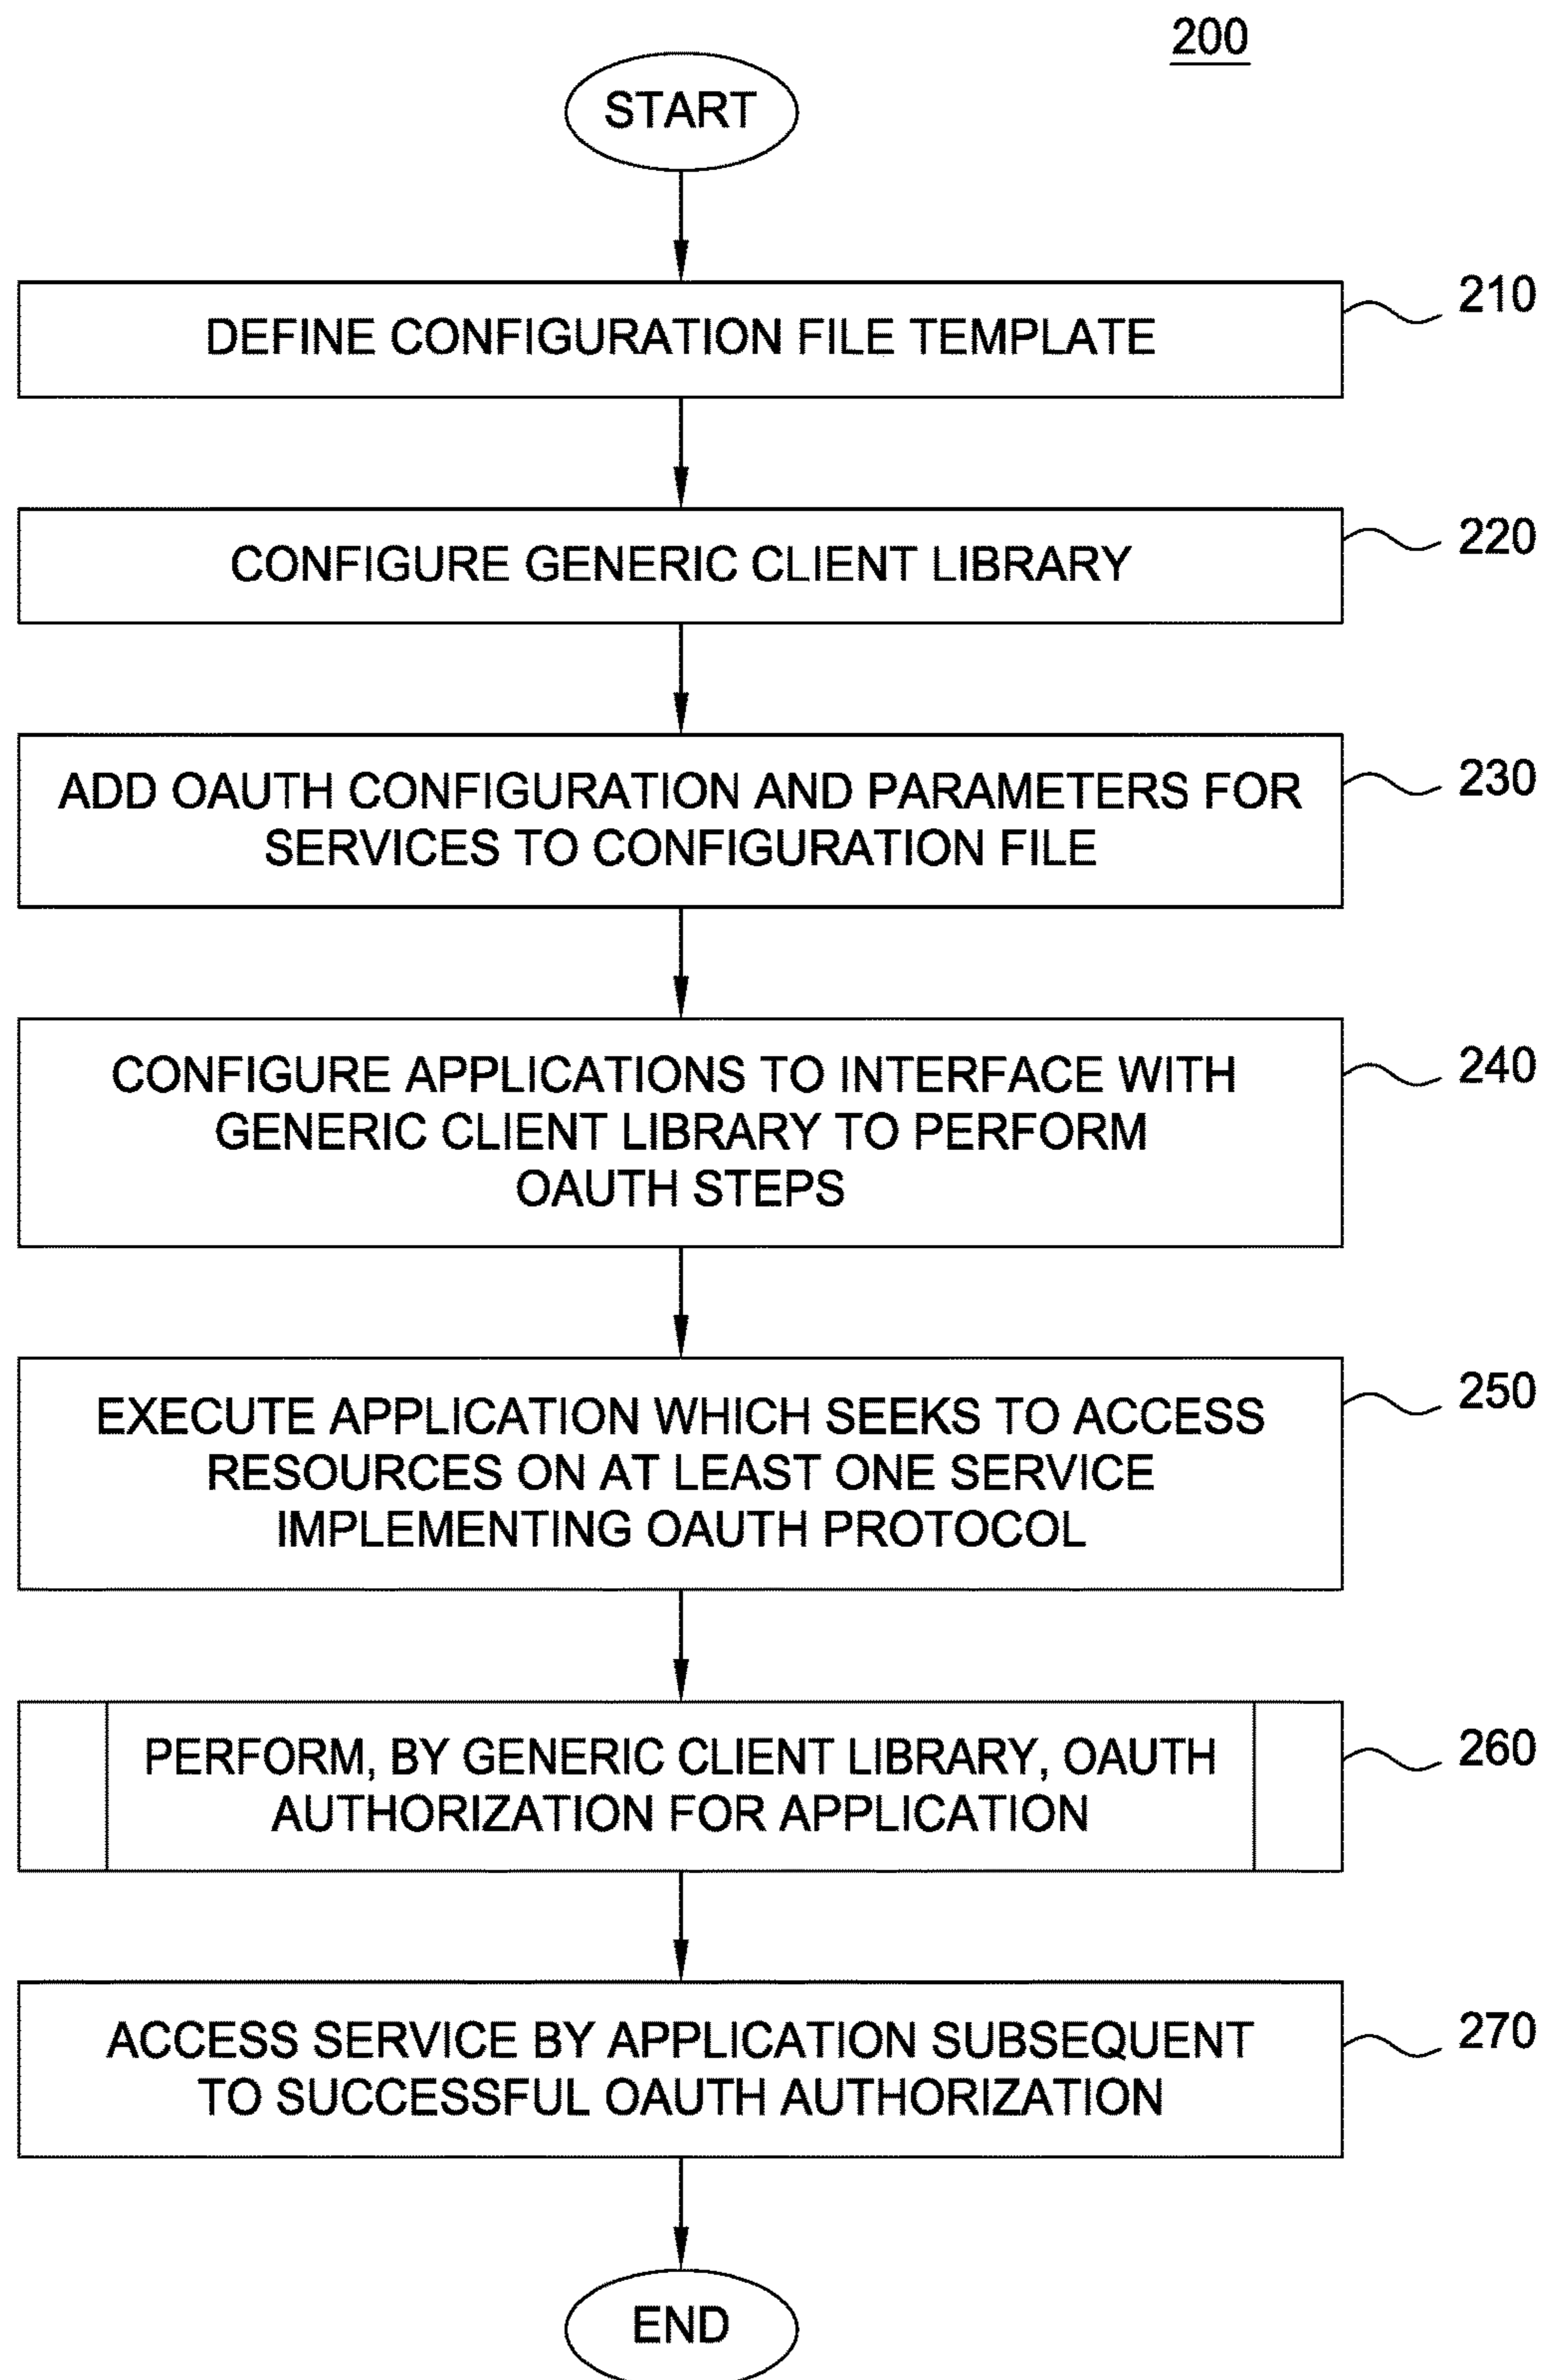 200
START
DEFINE CONFIGURATION FILE TEMPLATE
210
CONFIGURE GENERIC CLIENT LIBRARY
220
ADD OAUTH CONFIGURATION AND PARAMETERS FOR
SERVICES TO CONFIGURATION FILE
230
CONFIGURE APPLICATIONS TO INTERFACE WITH
GENERIC CLIENT LIBRARY TO PERFORM
OAUTH STEPS
240
EXECUTE APPLICATION WHICH SEEKS TO ACCESS
RESOURCES ON AT LEAST ONE SERVICE
IMPLEMENTING OAUTH PROTOCOL
250
PERFORM, BY GENERIC CLIENT LIBRARY, OAUTH
AUTHORIZATION FOR APPLICATION
260
ACCESS SERVICE BY APPLICATION SUBSEQUENT
TO SUCCESSFUL OAUTH AUTHORIZATION
270
END